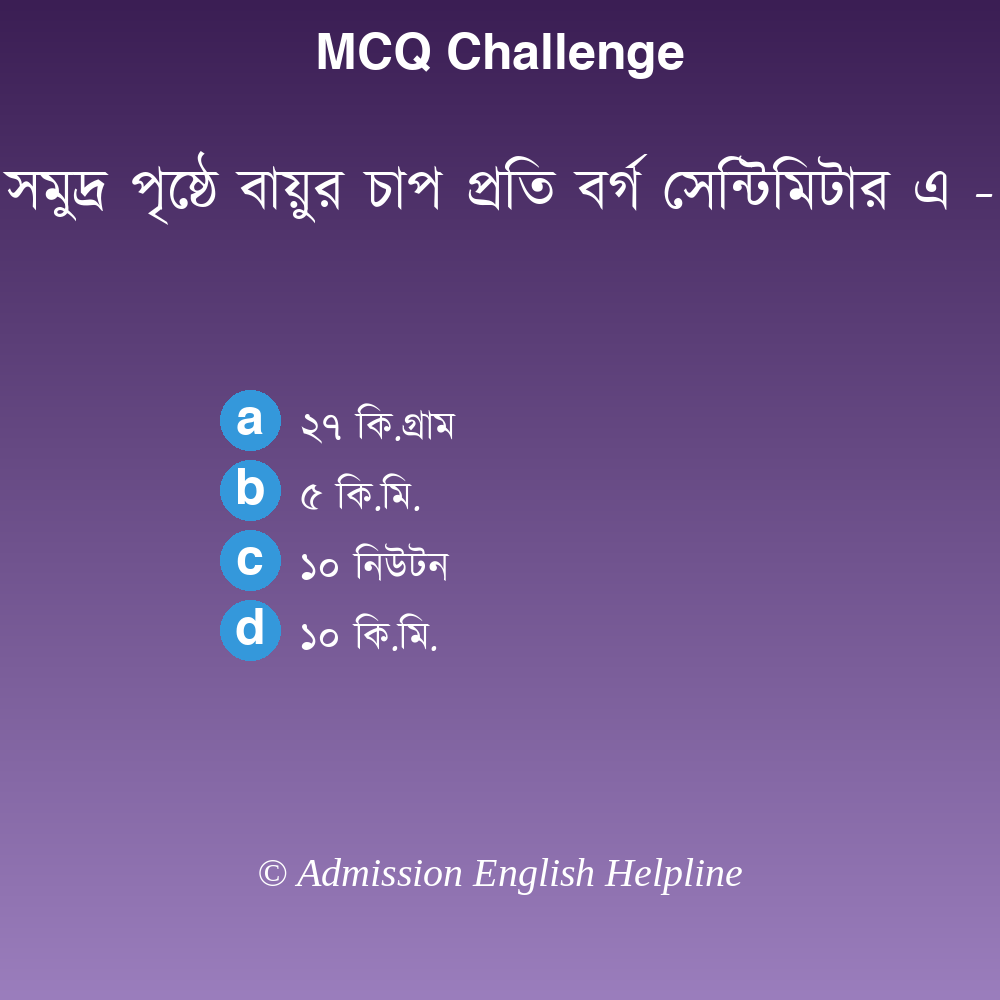 MCQ Challenge
সমুদ্র পৃষ্ঠে বায়ুর চাপ প্রতি বর্গ সেন্টিমিটার এ -
a ২৭ কি.গ্রাম
b ৫ কি.মি.
c ১০ নিউটন
d ১০ কি.মি.
© Admission English Helpline